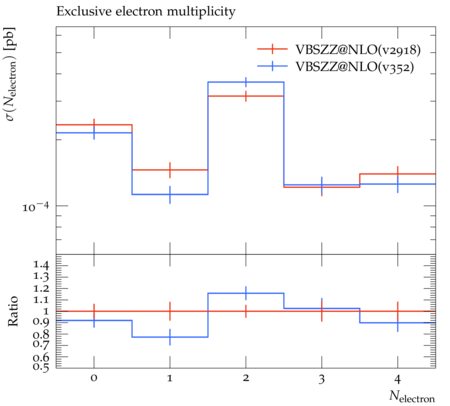 Exclusive electron multiplicity
σ(N_electron) [pb]
VBSZZ@NLO(v2918)
VBSZZ@NLO(v352)
10⁻⁴
Ratio
1.4
1.3
1.2
1.1
1
0.9
0.8
0.7
0.6
0.5
0 1 2 3 4
N_electron